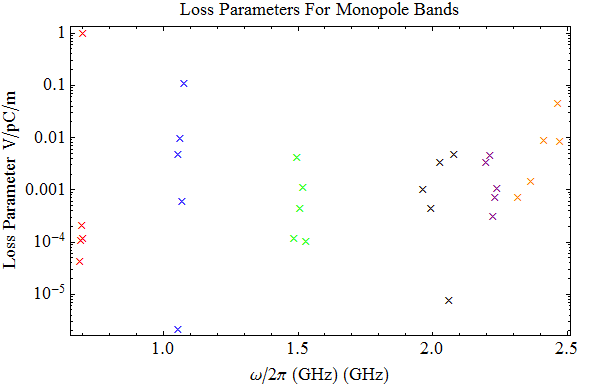 Loss Parameters For Monopole Bands
Loss Parameter V/pC/m
1
0.1
0.01
0.001
10⁻⁴
10⁻⁵
1.0 1.5 2.0 2.5
ω/2π (GHz) (GHz)